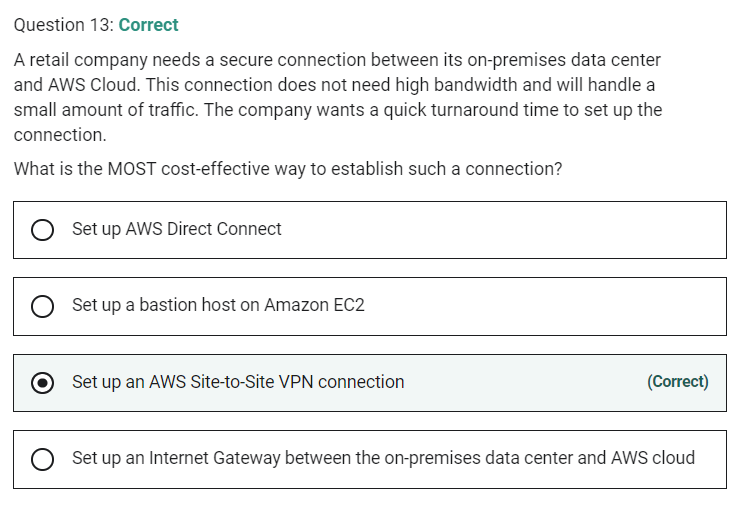 Question 13: Correct
A retail company needs a secure connection between its on-premises data center
and AWS Cloud. This connection does not need high bandwidth and will handle a
small amount of traffic. The company wants a quick turnaround time to set up the
connection.
What is the MOST cost-effective way to establish such a connection?
Set up AWS Direct Connect
Set up a bastion host on Amazon EC2
Set up an AWS Site-to-Site VPN connection (Correct)
Set up an Internet Gateway between the on-premises data center and AWS cloud